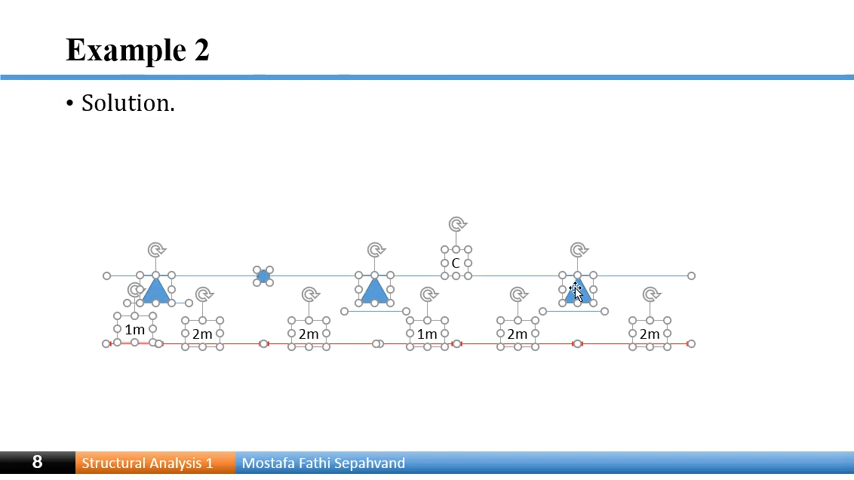 Example 2
• Solution.
C
1m
2m
2m
1m
2m
2m
8
Structural Analysis 1
Mostafa Fathi Sepahvand